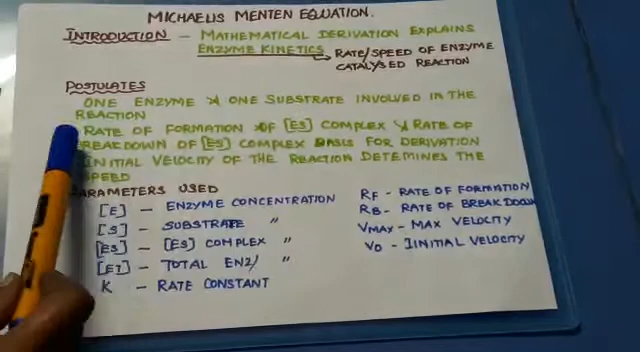 MICHAELIS MENTEN EQUATION.
INTRODUCTION - MATHEMATICAL DERIVATION EXPLAINS
ENZYME KINETICS → RATE/SPEED OF ENZYME
CATALYSED REACTION
POSTULATES
ONE ENZYME & ONE SUBSTRATE INVOLVED IN THE
REACTION
RATE OF FORMATION OF [ES] COMPLEX & RATE OF
BREAKDOWN OF [ES] COMPLEX BASIS FOR DERIVATION
INITIAL VELOCITY OF THE REACTION DETEMINES THE
SPEED
PARAMETERS USED
[E] - ENZYME CONCENTRATION
[S] - SUBSTRATE "
[ES] - [ES] COMPLEX "
[ET] - TOTAL ENZ/ "
K - RATE CONSTANT
RF - RATE OF FORMATION
RB - RATE OF BREAK DOWN
VMAX - MAX VELOCITY
VO - IINITIAL VELOCITY